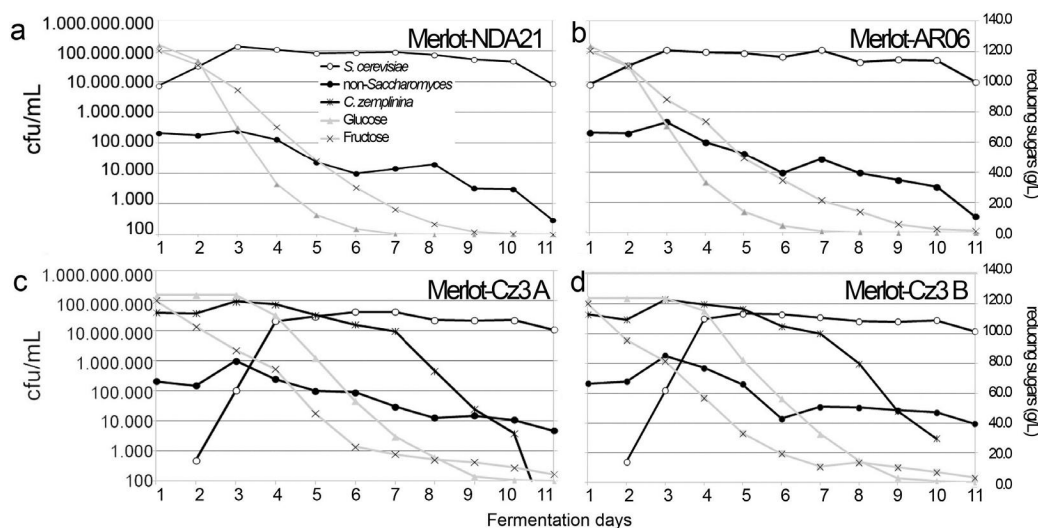 a
Merlot-NDA21
1.000.000.000
100.000.000
10.000.000
1.000.000
100.000
10.000
1.000
100
cfu/mL
S. cerevisiae
non-Saccharomyces
C. zemplinina
Glucose
Fructose
1 2 3 4 5 6 7 8 9 10 11
b
Merlot-AR06
140.0
120.0
100.0
80.0
60.0
40.0
20.0
0.0
reducing sugars (g/L)
1 2 3 4 5 6 7 8 9 10 11
c
Merlot-Cz3 A
1.000.000.000
100.000.000
10.000.000
1.000.000
100.000
10.000
1.000
100
cfu/mL
1 2 3 4 5 6 7 8 9 10 11
d
Merlot-Cz3 B
140.0
120.0
100.0
80.0
60.0
40.0
20.0
0.0
reducing sugars (g/L)
1 2 3 4 5 6 7 8 9 10 11
Fermentation days